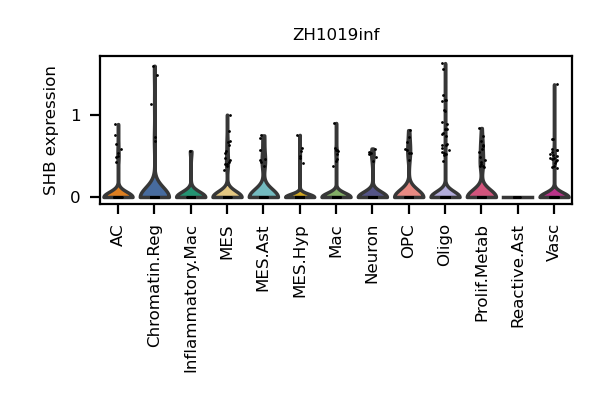 ZH1019inf
SHB expression
1
0
AC
Chromatin.Reg
Inflammatory.Mac
MES
MES.Ast
MES.Hyp
Mac
Neuron
OPC
Oligo
Prolif.Metab
Reactive.Ast
Vasc